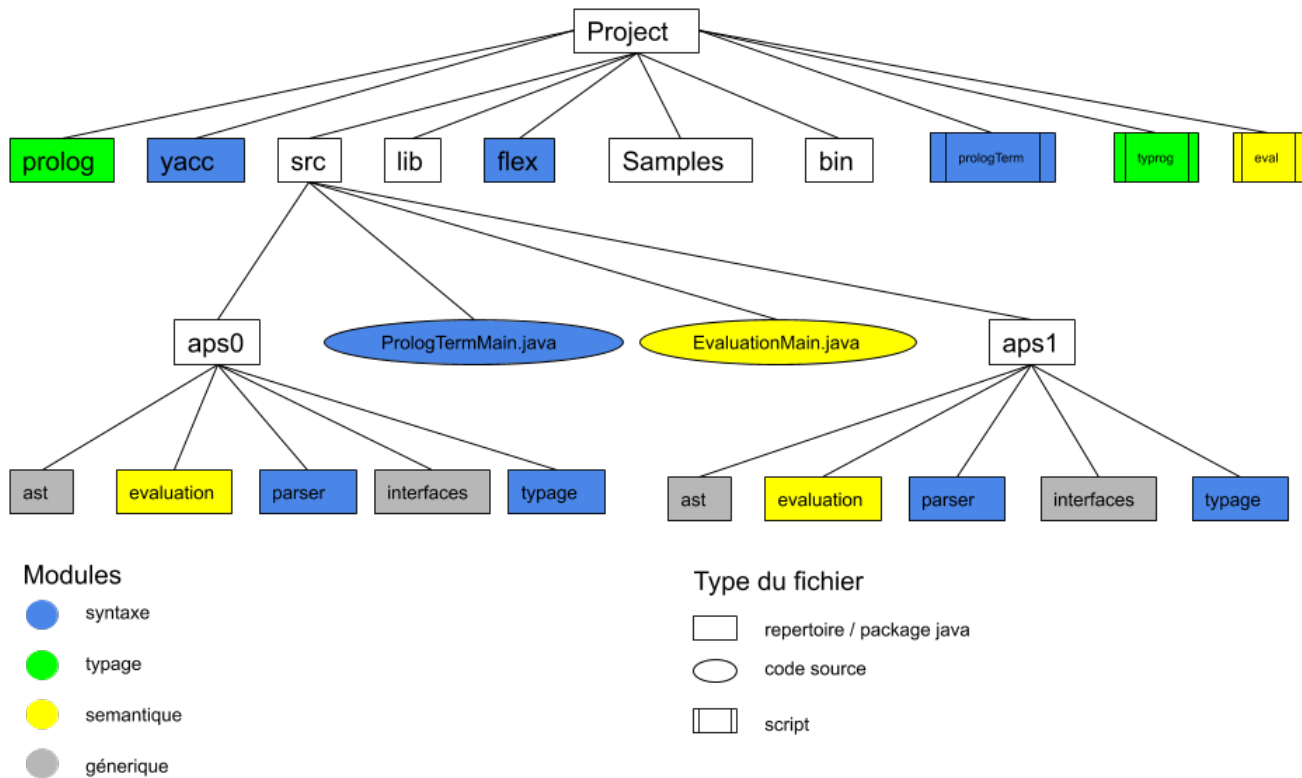 Project
prolog
yacc
src
lib
flex
Samples
bin
prologTerm
typrog
eval
aps0
PrologTermMain.java
EvaluationMain.java
aps1
ast
evaluation
parser
interfaces
typage
ast
evaluation
parser
interfaces
typage
Modules
syntaxe
typage
semantique
génerique
Type du fichier
repertoire / package java
code source
script